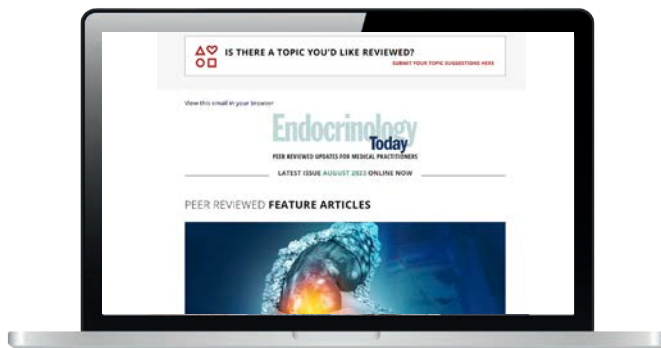 IS THERE A TOPIC YOU'D LIKE REVIEWED?
SUBMIT YOUR TOPIC SUGGESTIONS HERE
View this email in your browser
Endocrinology
Today
PEER REVIEWED UPDATES FOR MEDICAL PRACTITIONERS
LATEST ISSUE AUGUST 2023 ONLINE NOW
PEER REVIEWED FEATURE ARTICLES